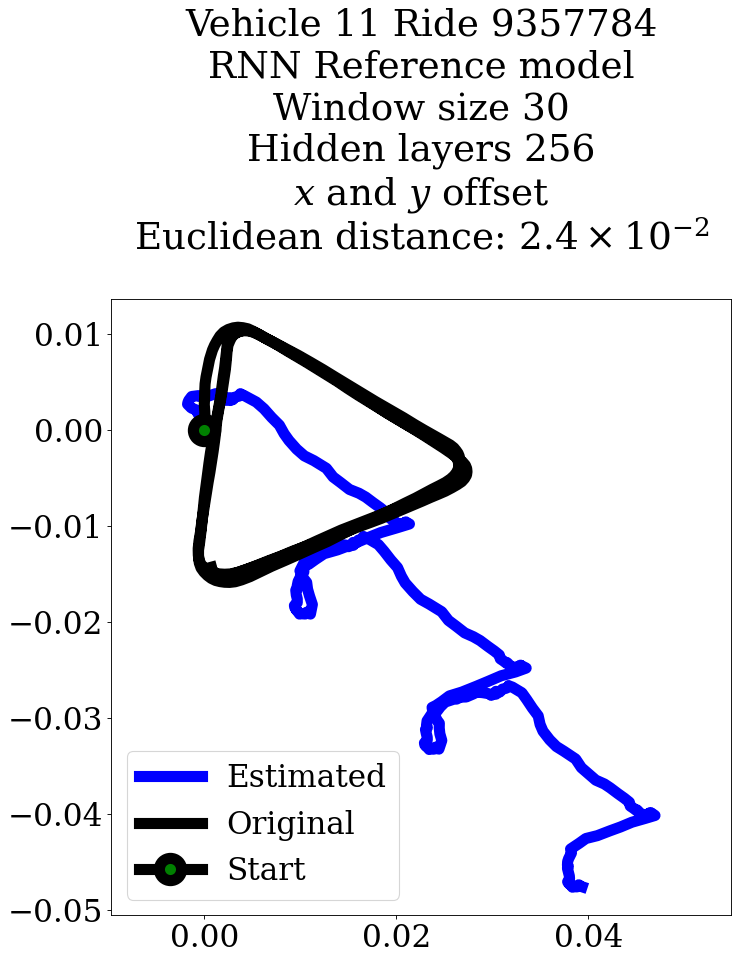 Vehicle 11 Ride 9357784
RNN Reference model
Window size 30
Hidden layers 256
x and y offset
Euclidean distance: 2.4 × 10⁻²
0.01
0.00
−0.01
−0.02
−0.03
−0.04
−0.05
Estimated
Original
Start
0.00 0.02 0.04